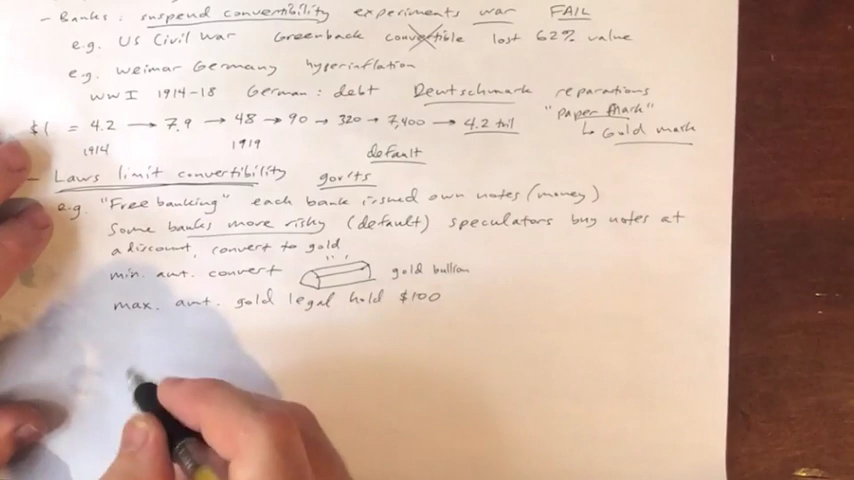 - Banks: suspend convertibility experiments war FAIL
e.g. US Civil War Greenback convertible lost 62% value
e.g. Weimar Germany hyperinflation
WWI 1914-18 German: debt Deutschmark reparations
"paper mark"
$1 = 4.2 → 7.9 → 48 → 90 → 320 → 7,400 → 4.2 tril
↳ Gold mark
1914 1919 default
- Laws limit convertibility gov'ts
e.g. "Free banking" each bank issued own notes (money)
Some banks more risky (default) speculators buy notes at
a discount, convert to gold
min. amt. convert gold bullion
max. amt. gold legal hold $100